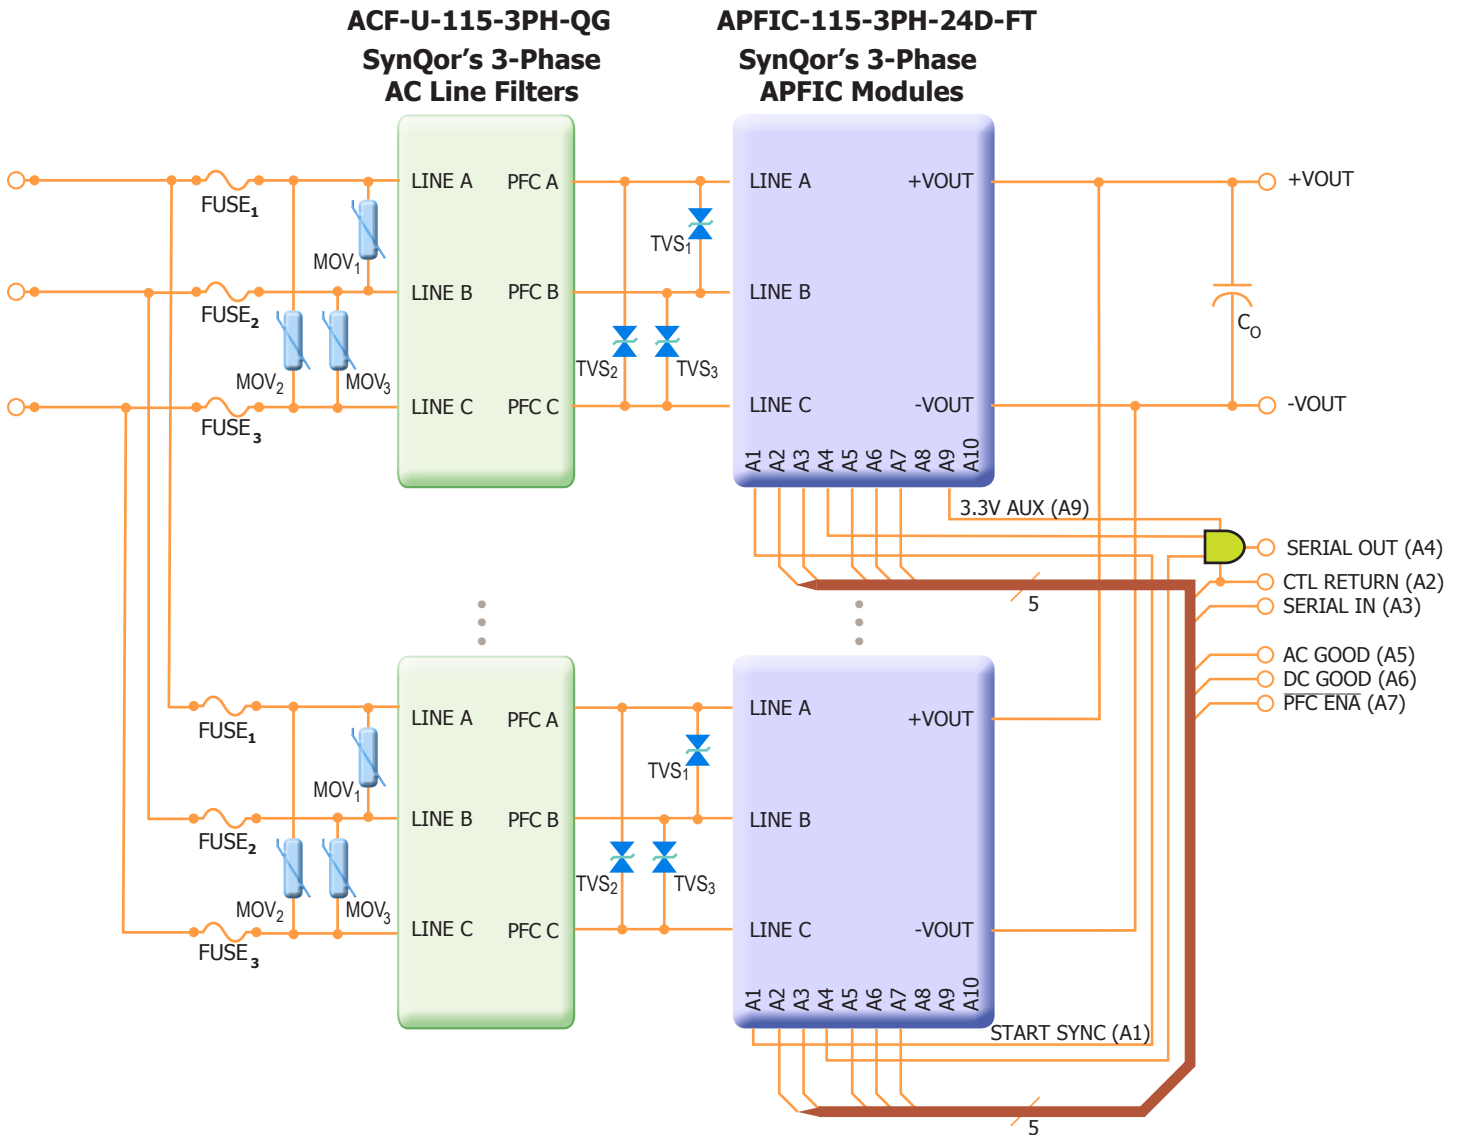 ACF-U-115-3PH-QG
SynQor’s 3-Phase
AC Line Filters
APFIC-115-3PH-24D-FT
SynQor’s 3-Phase
APFIC Modules
FUSE1
FUSE2
FUSE3
MOV1
MOV2
MOV3
LINE A
PFC A
LINE B
PFC B
LINE C
PFC C
TVS1
TVS2
TVS3
LINE A
+VOUT
LINE B
LINE C
-VOUT
A1
A2
A3
A4
A5
A6
A7
A8
A9
A10
+VOUT
CO
-VOUT
3.3V AUX (A9)
SERIAL OUT (A4)
CTL RETURN (A2)
SERIAL IN (A3)
AC GOOD (A5)
DC GOOD (A6)
PFC ENA (A7)
5
FUSE1
FUSE2
FUSE3
MOV1
MOV2
MOV3
LINE A
PFC A
LINE B
PFC B
LINE C
PFC C
TVS1
TVS2
TVS3
LINE A
+VOUT
LINE B
LINE C
-VOUT
A1
A2
A3
A4
A5
A6
A7
A8
A9
A10
START SYNC (A1)
5